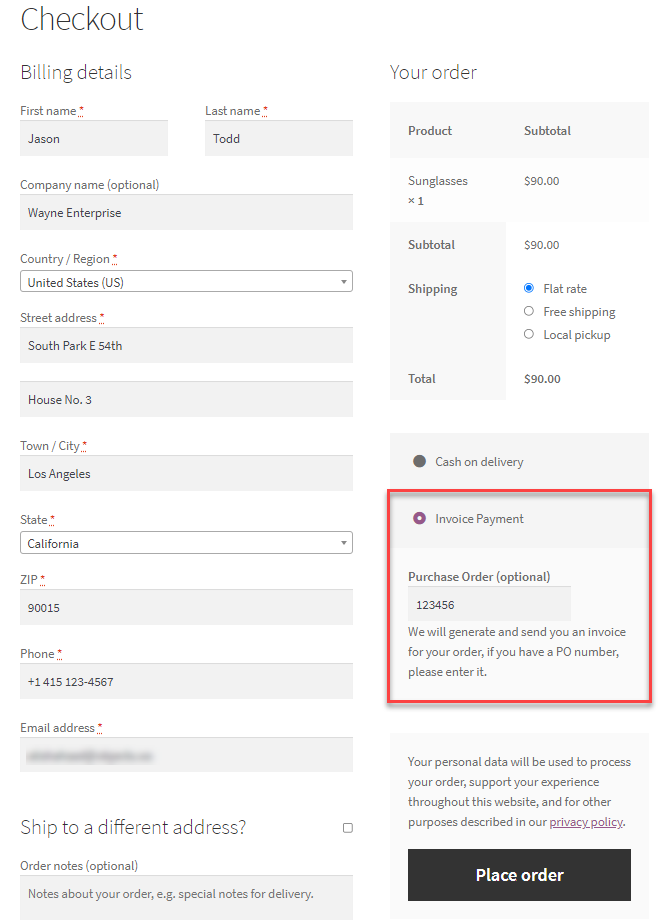 Checkout
Billing details
First name *
Last name *
Jason
Todd
Company name (optional)
Wayne Enterprise
Country / Region *
United States (US)
Street address *
South Park E 54th
House No. 3
Town / City *
Los Angeles
State *
California
ZIP *
90015
Phone *
+1 415 123-4567
Email address *
Ship to a different address?
Order notes (optional)
Notes about your order, e.g. special notes for delivery.
Your order
Product Subtotal
Sunglasses $90.00
× 1
Subtotal $90.00
Shipping Flat rate
Free shipping
Local pickup
Total $90.00
Cash on delivery
Invoice Payment
Purchase Order (optional)
123456
We will generate and send you an invoice
for your order, if you have a PO number,
please enter it.
Your personal data will be used to process
your order, support your experience
throughout this website, and for other
purposes described in our privacy policy.
Place order